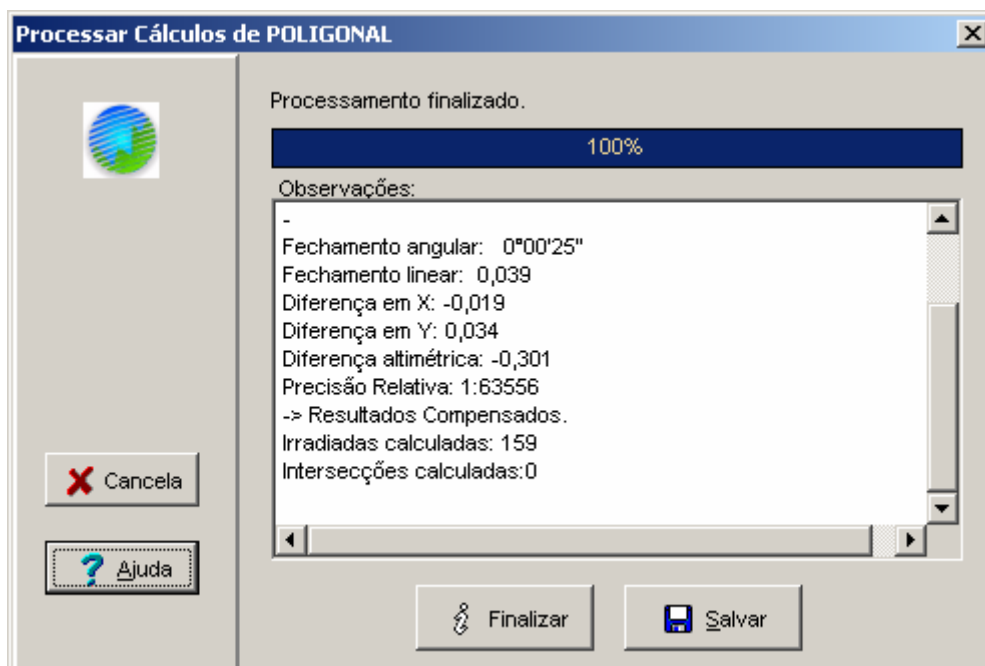 Processar Cálculos de POLIGONAL
Processamento finalizado.
100%
Observações:
-
Fechamento angular:   0°00'25"
Fechamento linear:  0,039
Diferença em X: -0,019
Diferença em Y: 0,034
Diferença altimétrica: -0,301
Precisão Relativa: 1:63556
-> Resultados Compensados.
Irradiadas calculadas: 159
Intersecções calculadas:0
Cancela
Ajuda
Finalizar
Salvar